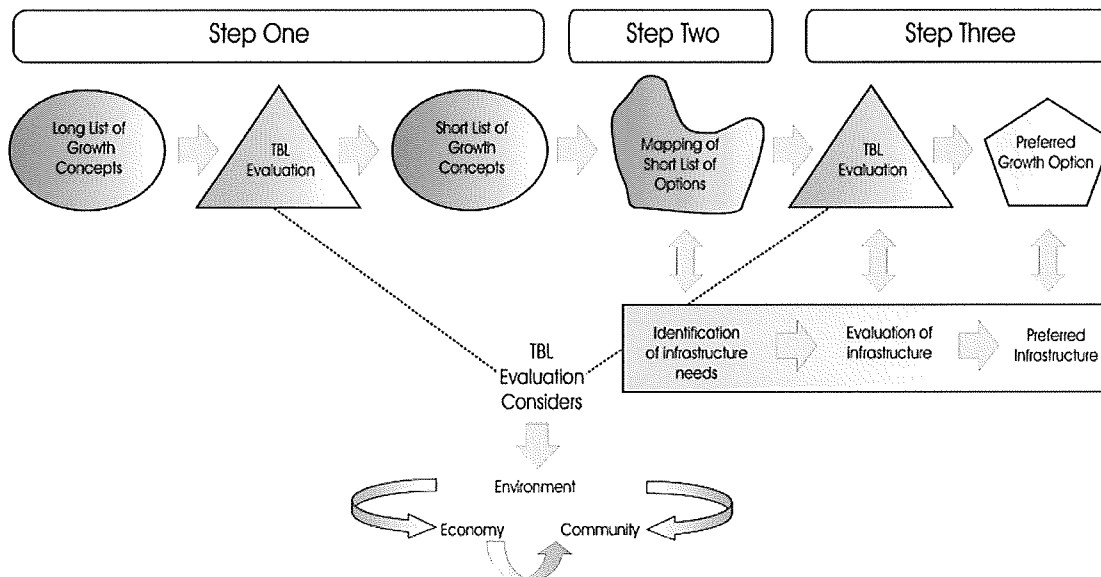 Step One
Step Two
Step Three
Long List of
Growth
Concepts
TBL
Evaluation
Short List of
Growth
Concepts
Mapping of
Short List of
Options
TBL
Evaluation
Preferred
Growth Option
Identification
of infrastructure
needs
Evaluation of
infrastructure
Preferred
Infrastructure
TBL
Evaluation
Considers
Environment
Economy
Community